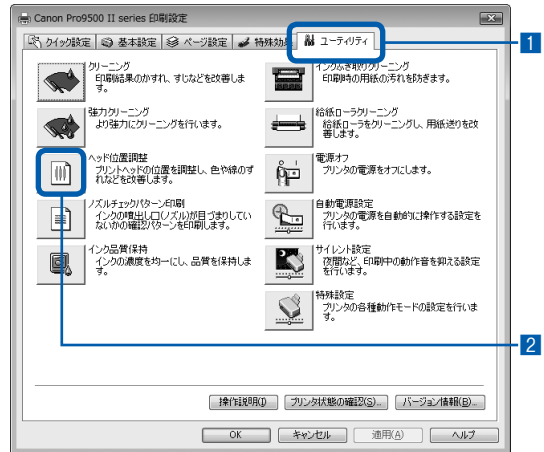 Canon Pro9500 II series 印刷設定
クイック設定 基本設定 ページ設定 特殊効果 ユーティリティ
1
クリーニング
印刷結果のかすれ、すじなどを改善しま
す。
インクふき取りクリーニング
印刷時の用紙の汚れを防ぎます。
強力クリーニング
より強力にクリーニングを行います。
給紙ローラクリーニング
給紙ローラをクリーニングし、用紙送りを改
善します。
ヘッド位置調整
プリントヘッドの位置を調整し、色や線のず
れなどを改善します。
電源オフ
プリンタの電源をオフにします。
ノズルチェックパターン印刷
インクの噴出し口(ノズル)が目づまりしてい
ないかの確認パターンを印刷します。
自動電源設定
プリンタの電源を自動的に操作する設定を
行います。
インク品質保持
インクの濃度を均一にし、品質を保持しま
す。
サイレント設定
夜間など、印刷中の動作音を抑える設定
を行います。
特殊設定
プリンタの各種動作モードの設定を行いま
す。
2
操作説明(I) プリンタ状態の確認(S)... バージョン情報(B)...
OK キャンセル 適用(A) ヘルプ